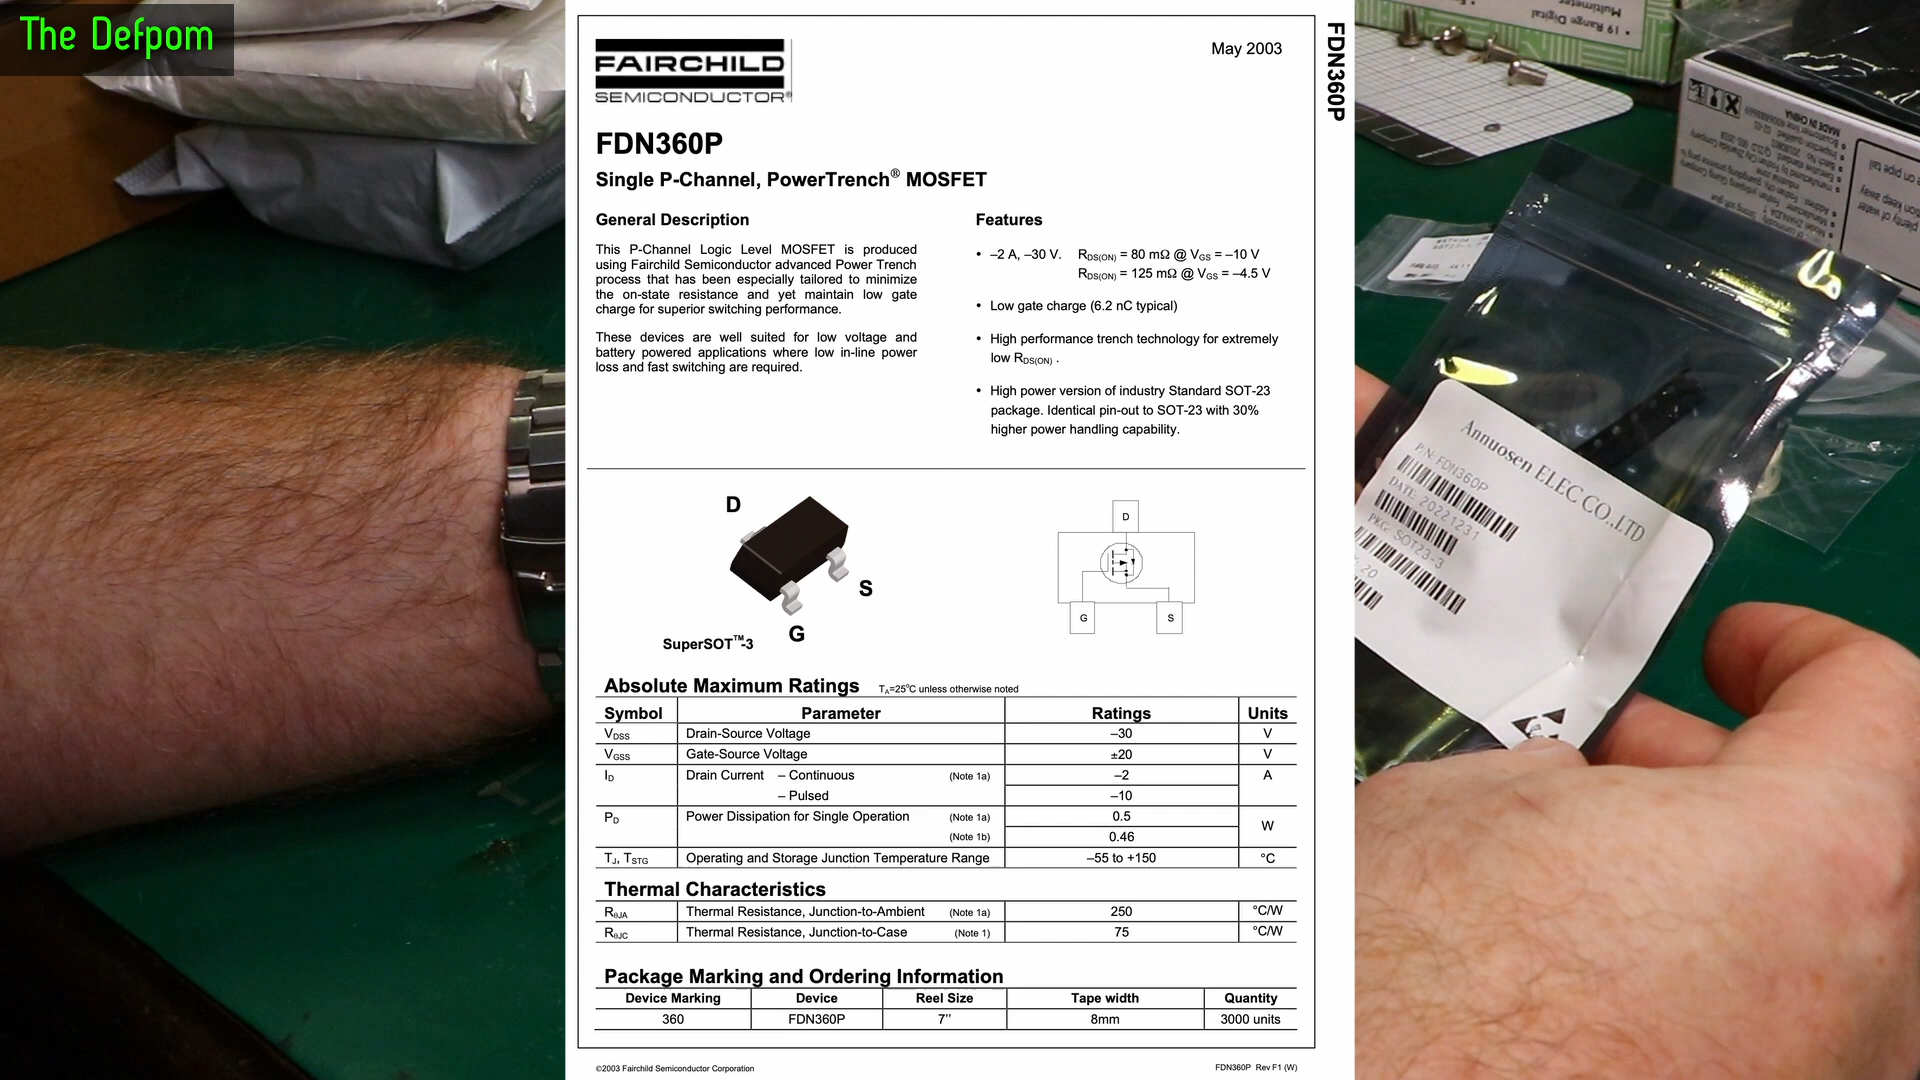 The Defpom
FAIRCHILD
SEMICONDUCTOR®
May 2003
FDN360P
FDN360P
Single P-Channel, PowerTrench® MOSFET
General Description
This P-Channel Logic Level MOSFET is produced
using Fairchild Semiconductor advanced Power Trench
process that has been especially tailored to minimize
the on-state resistance and yet maintain low gate
charge for superior switching performance.
These devices are well suited for low voltage and
battery powered applications where low in-line power
loss and fast switching are required.
Features
• –2 A, –30 V. RDS(ON) = 80 mΩ @ VGS = –10 V
RDS(ON) = 125 mΩ @ VGS = –4.5 V
• Low gate charge (6.2 nC typical)
• High performance trench technology for extremely
low RDS(ON) .
• High power version of industry Standard SOT-23
package. Identical pin-out to SOT-23 with 30%
higher power handling capability.
D
S
G
SuperSOT™-3
D
G S
Absolute Maximum Ratings TA=25°C unless otherwise noted
Symbol Parameter Ratings Units
VDSS Drain-Source Voltage –30 V
VGSS Gate-Source Voltage ±20 V
ID Drain Current – Continuous (Note 1a) –2 A
– Pulsed –10
PD Power Dissipation for Single Operation (Note 1a) 0.5 W
(Note 1b) 0.46
TJ, TSTG Operating and Storage Junction Temperature Range –55 to +150 °C
Thermal Characteristics
RθJA Thermal Resistance, Junction-to-Ambient (Note 1a) 250 °C/W
RθJC Thermal Resistance, Junction-to-Case (Note 1) 75 °C/W
Package Marking and Ordering Information
Device Marking Device Reel Size Tape width Quantity
360 FDN360P 7'' 8mm 3000 units
©2003 Fairchild Semiconductor Corporation
FDN360P Rev F1 (W)
• 19 Range Digital
Multimeter
MADE IN CHINA
Annuosen ELEC CO.,LTD
P/N: FDN360P
DATE: 20221231
PKG: SOT23-3
20